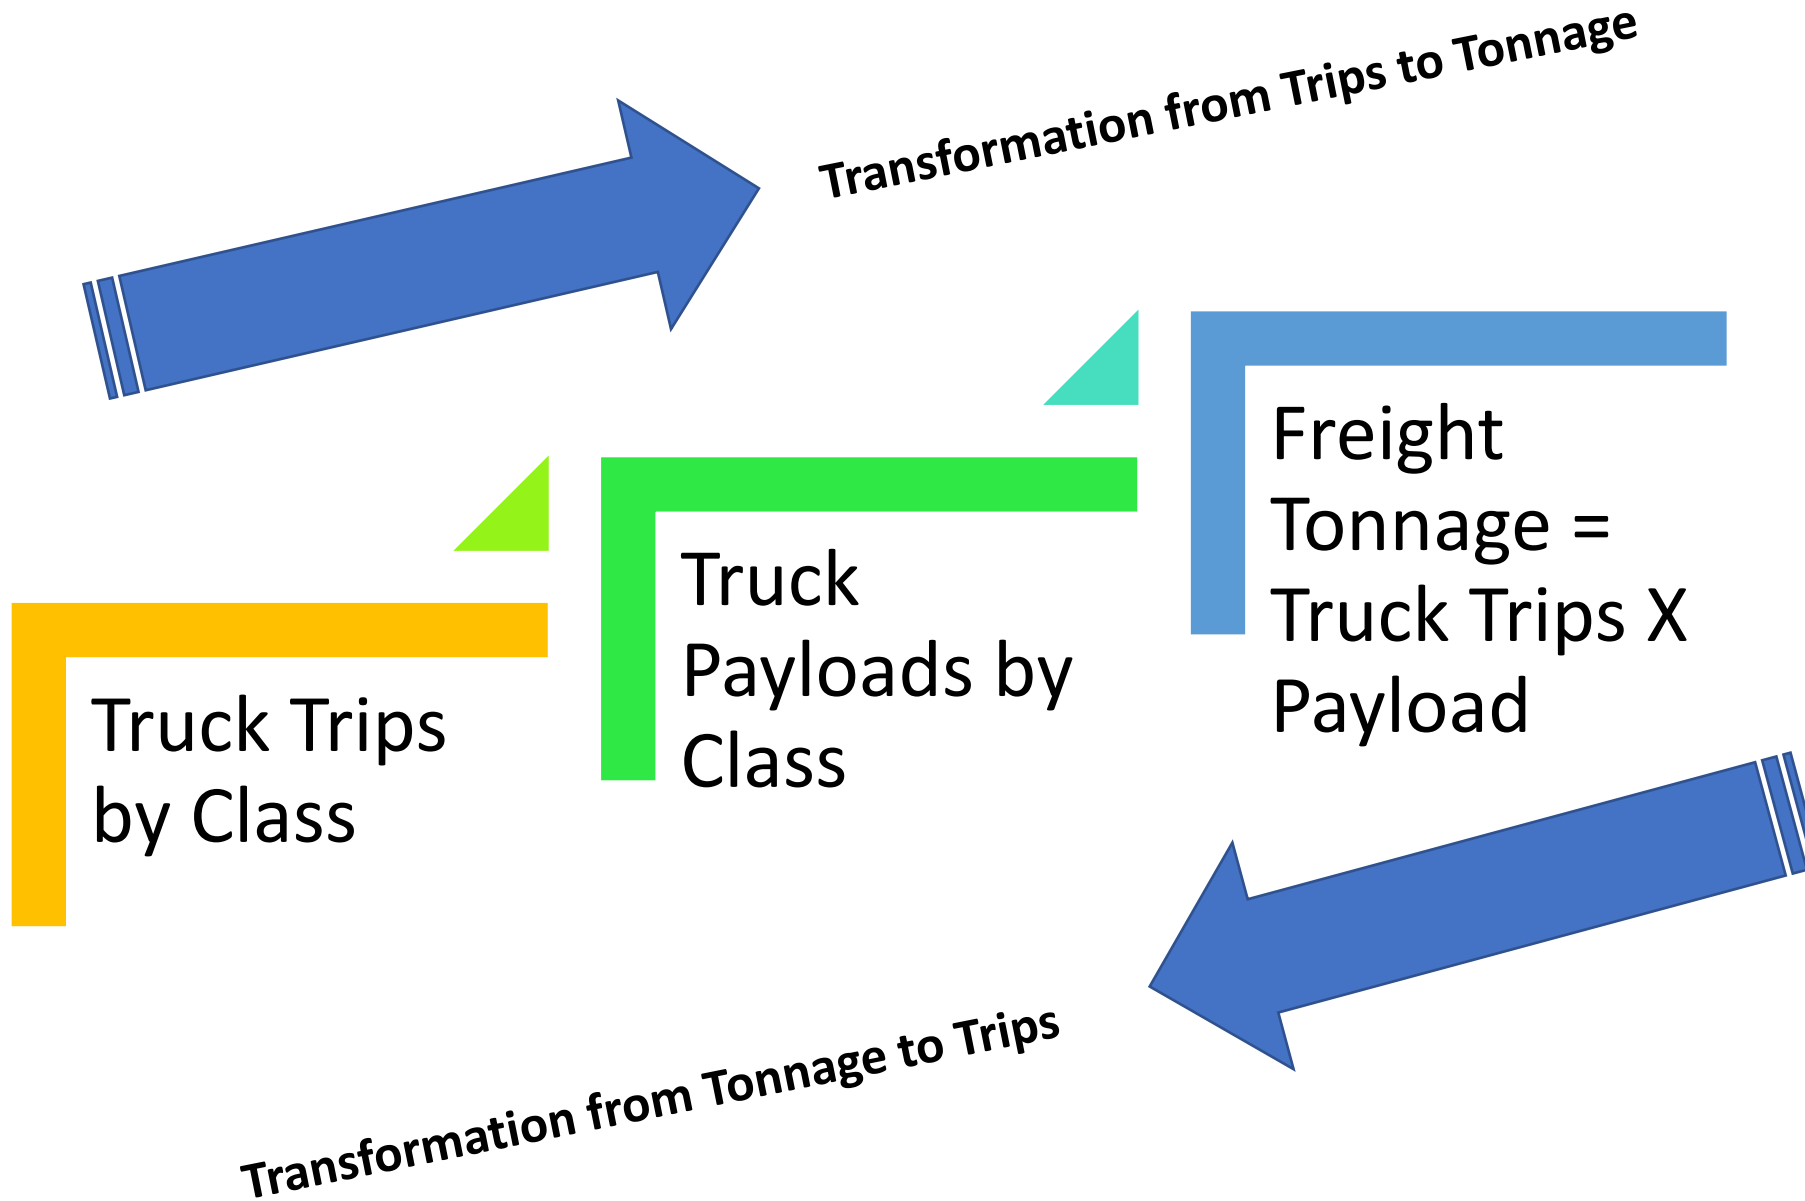 Transformation from Trips to Tonnage
Truck Trips
by Class
Truck
Payloads by
Class
Freight
Tonnage =
Truck Trips X
Payload
Transformation from Tonnage to Trips